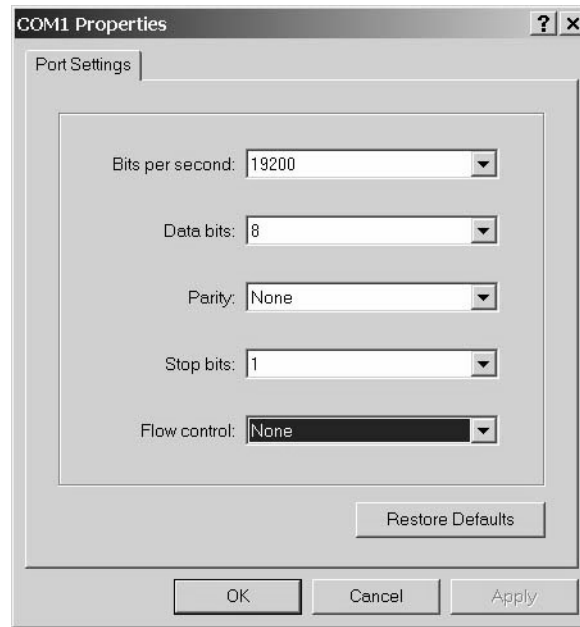 COM1 Properties
Port Settings
Bits per second: 19200
Data bits: 8
Parity: None
Stop bits: 1
Flow control: None
Restore Defaults
OK Cancel Apply